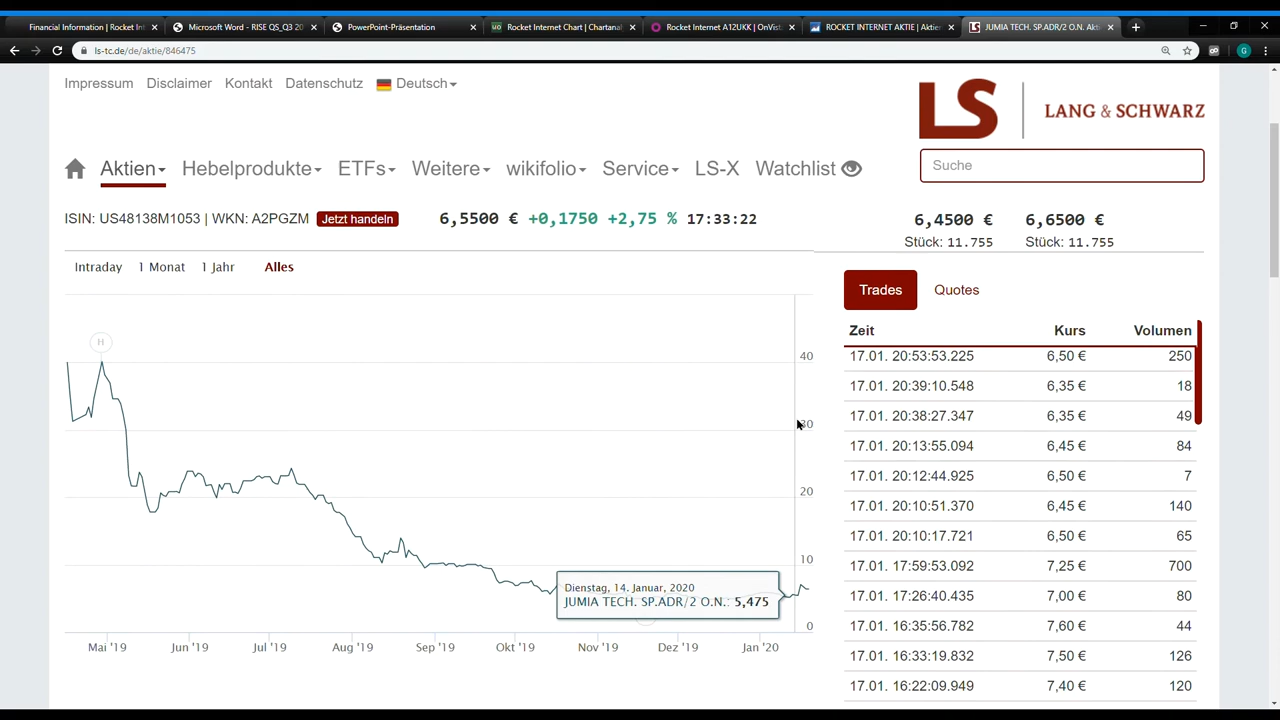 Financial Information | Rocket In
Microsoft Word - RISE QS_Q3 20
PowerPoint-Präsentation
Rocket Internet Chart | Chartanal
Rocket Internet A12UKK | OnVist
ROCKET INTERNET AKTIE | Aktien
JUMIA TECH. SP.ADR/2 O.N. Akti
ls-tc.de/de/aktie/846475
G
Impressum Disclaimer Kontakt Datenschutz Deutsch
LS LANG & SCHWARZ
Aktien Hebelprodukte ETFs Weitere wikifolio Service LS-X Watchlist
Suche
ISIN: US48138M1053 | WKN: A2PGZM Jetzt handeln
6,5500 € +0,1750 +2,75 % 17:33:22
6,4500 € 6,6500 €
Stück: 11.755 Stück: 11.755
Intraday 1 Monat 1 Jahr Alles
H
40
30
20
10
0
Dienstag, 14. Januar, 2020
JUMIA TECH. SP.ADR/2 O.N.: 5,475
Mai '19 Jun '19 Jul '19 Aug '19 Sep '19 Okt '19 Nov '19 Dez '19 Jan '20
Trades Quotes
Zeit Kurs Volumen
17.01. 20:53:53.225 6,50 € 250
17.01. 20:39:10.548 6,35 € 18
17.01. 20:38:27.347 6,35 € 49
17.01. 20:13:55.094 6,45 € 84
17.01. 20:12:44.925 6,50 € 7
17.01. 20:10:51.370 6,45 € 140
17.01. 20:10:17.721 6,50 € 65
17.01. 17:59:53.092 7,25 € 700
17.01. 17:26:40.435 7,00 € 80
17.01. 16:35:56.782 7,60 € 44
17.01. 16:33:19.832 7,50 € 126
17.01. 16:22:09.949 7,40 € 120